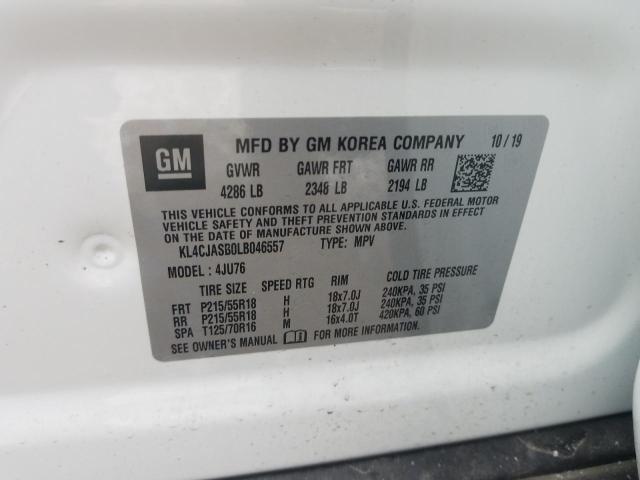 GM MFD BY GM KOREA COMPANY 10/19
GVWR GAWR FRT GAWR RR
4286 LB 2348 LB 2194 LB
THIS VEHICLE CONFORMS TO ALL APPLICABLE U.S. FEDERAL MOTOR
VEHICLE SAFETY AND THEFT PREVENTION STANDARDS IN EFFECT
ON THE DATE OF MANUFACTURE SHOWN ABOVE.
KL4CJASB0LB046557 TYPE: MPV
MODEL: 4JU76
TIRE SIZE SPEED RTG RIM COLD TIRE PRESSURE
FRT P215/55R18 H 18x7.0J 240KPA, 35 PSI
RR P215/55R18 H 18x7.0J 240KPA, 35 PSI
SPA T125/70R16 M 16x4.0T 420KPA, 60 PSI
SEE OWNER'S MANUAL FOR MORE INFORMATION.